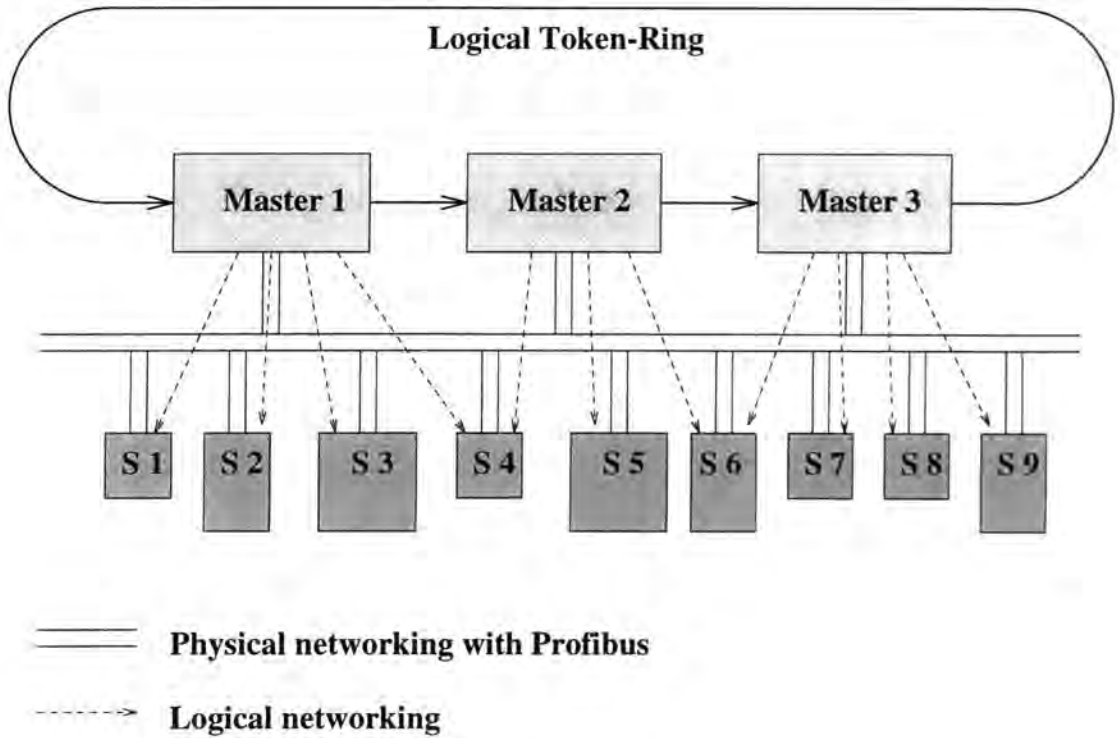 Logical Token-Ring
Master 1 Master 2 Master 3
S 1 S 2 S 3 S 4 S 5 S 6 S 7 S 8 S 9
Physical networking with Profibus
Logical networking